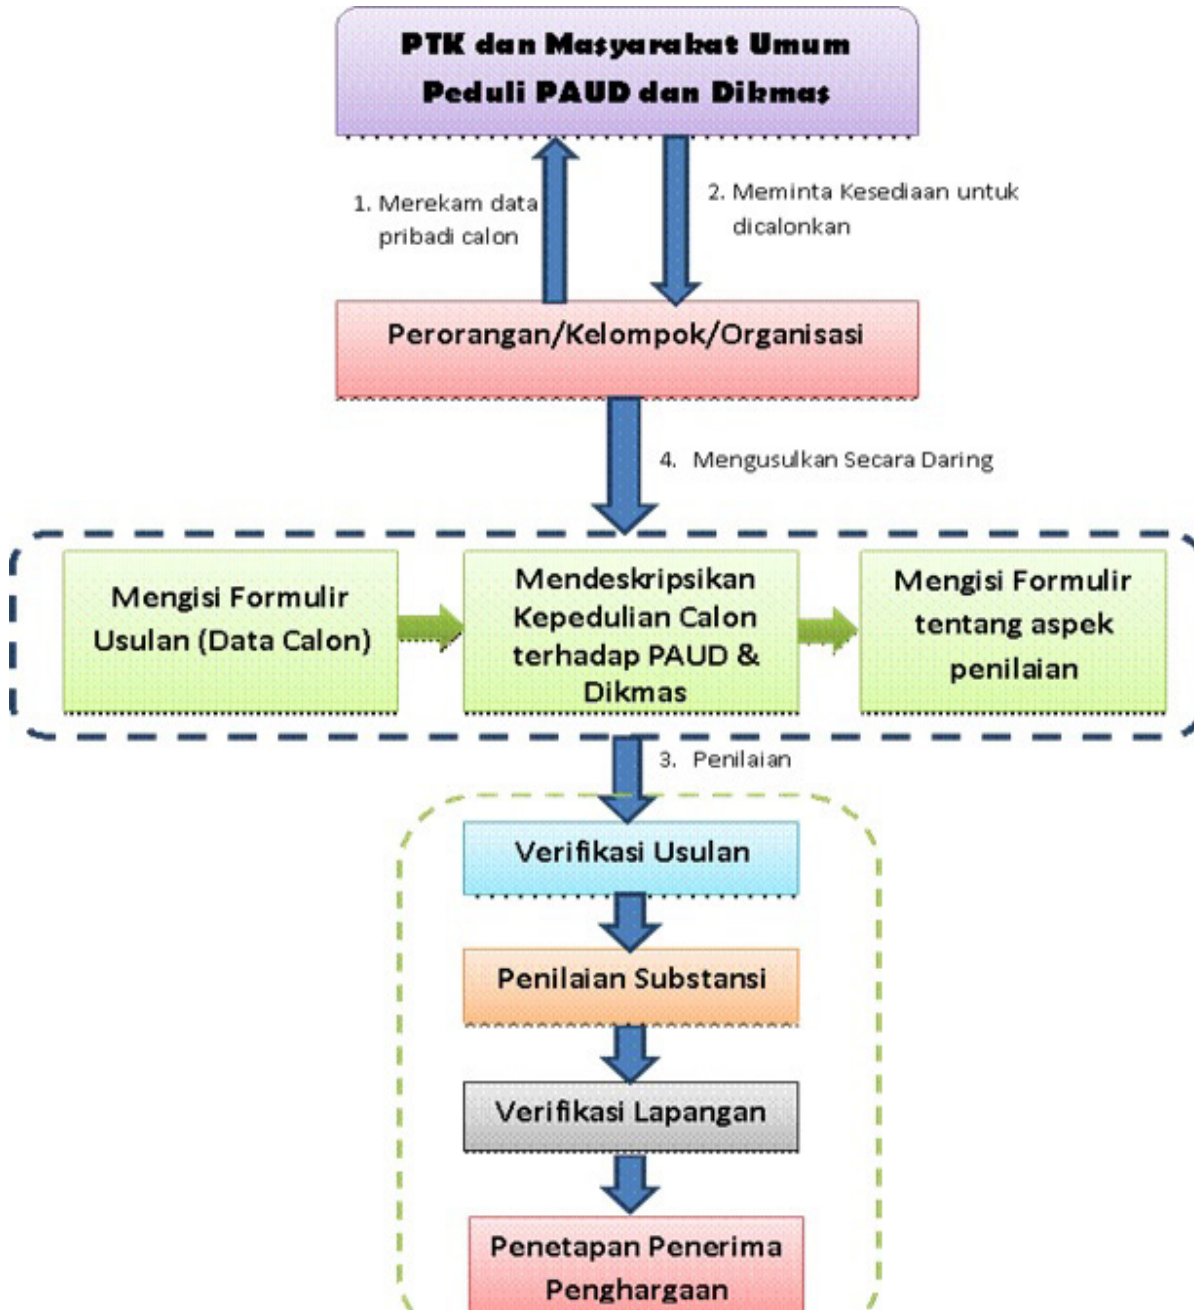 PTK dan Masyarakat Umum
Peduli PAUD dan Dikmas
1. Merekam data
pribadi calon
2. Meminta Kesediaan untuk
dicalonkan
Perorangan/Kelompok/Organisasi
4. Mengusulkan Secara Daring
Mengisi Formulir
Usulan (Data Calon)
Mendeskripsikan
Kepedulian Calon
terhadap PAUD &
Dikmas
Mengisi Formulir
tentang aspek
penilaian
3. Penilaian
Verifikasi Usulan
Penilaian Substansi
Verifikasi Lapangan
Penetapan Penerima
Penghargaan